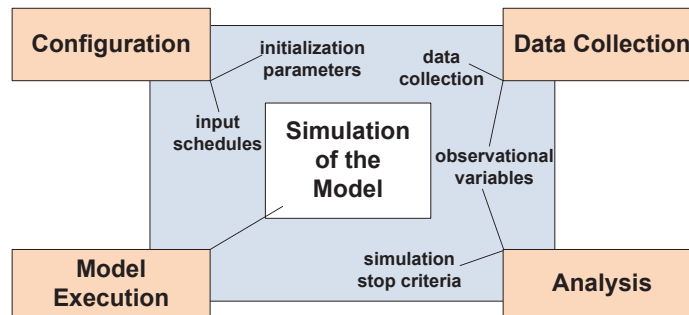 Configuration
initialization
parameters
input
schedules
Data Collection
data
collection
Simulation
of the
Model
observational
variables
Model
Execution
simulation
stop criteria
Analysis